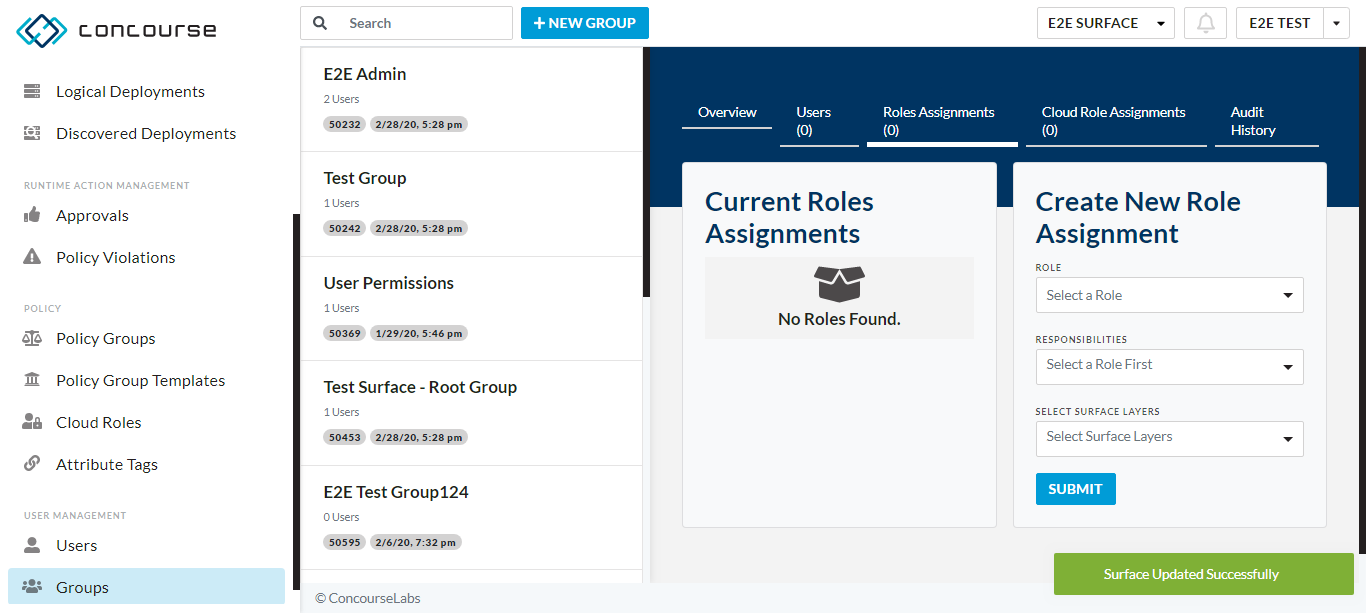 concourse
Search
+ NEW GROUP
E2E SURFACE
E2E TEST
Logical Deployments
Discovered Deployments
RUNTIME ACTION MANAGEMENT
Approvals
Policy Violations
POLICY
Policy Groups
Policy Group Templates
Cloud Roles
Attribute Tags
USER MANAGEMENT
Users
Groups
E2E Admin
2 Users
50232 2/28/20, 5:28 pm
Test Group
1 Users
50242 2/28/20, 5:28 pm
User Permissions
1 Users
50369 1/29/20, 5:46 pm
Test Surface - Root Group
1 Users
50453 2/28/20, 5:28 pm
E2E Test Group124
0 Users
50595 2/6/20, 7:32 pm
Overview
Users
(0)
Roles Assignments
(0)
Cloud Role Assignments
(0)
Audit
History
Current Roles
Assignments
No Roles Found.
Create New Role
Assignment
ROLE
Select a Role
RESPONSIBILITIES
Select a Role First
SELECT SURFACE LAYERS
Select Surface Layers
SUBMIT
Surface Updated Successfully
© ConcourseLabs